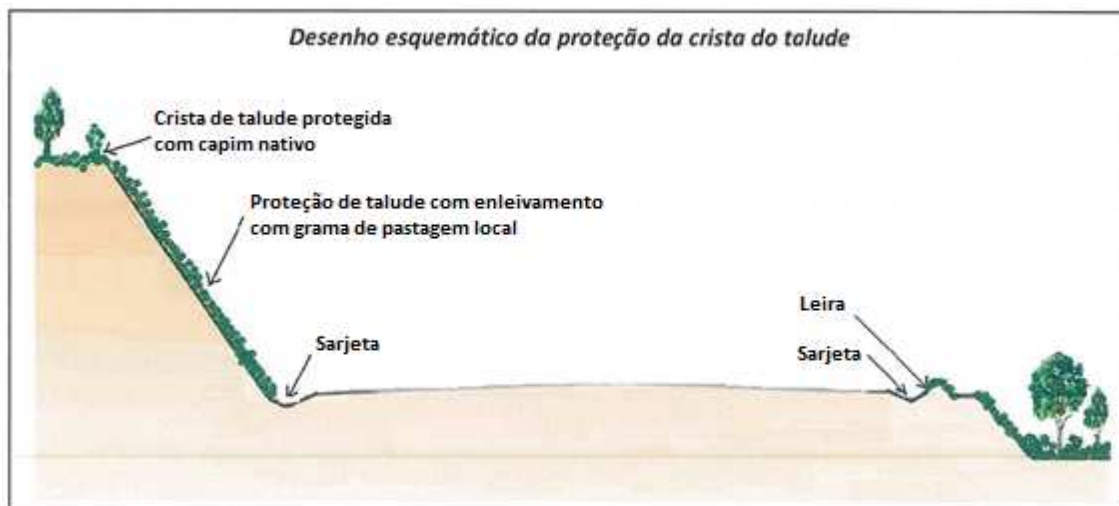 Desenho esquemático da proteção da crista do talude
Crista de talude protegida
com capim nativo
Proteção de talude com enleivamento
com grama de pastagem local
Leira
Sarjeta
Sarjeta